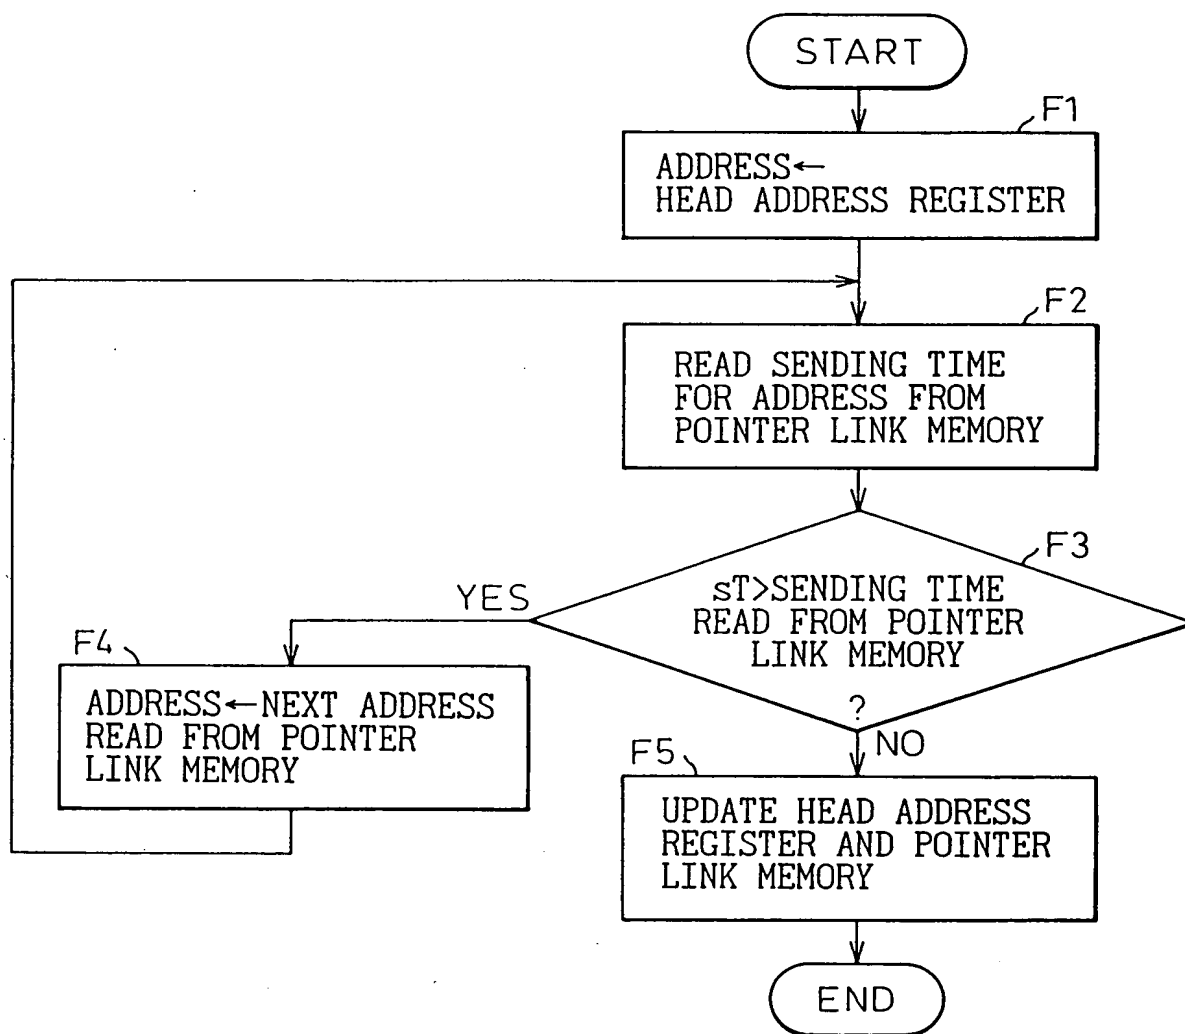 START
F1
ADDRESS←
HEAD ADDRESS REGISTER
F2
READ SENDING TIME
FOR ADDRESS FROM
POINTER LINK MEMORY
F3
sT>SENDING TIME
READ FROM POINTER
LINK MEMORY
?
YES
NO
F4
ADDRESS←NEXT ADDRESS
READ FROM POINTER
LINK MEMORY
F5
UPDATE HEAD ADDRESS
REGISTER AND POINTER
LINK MEMORY
END